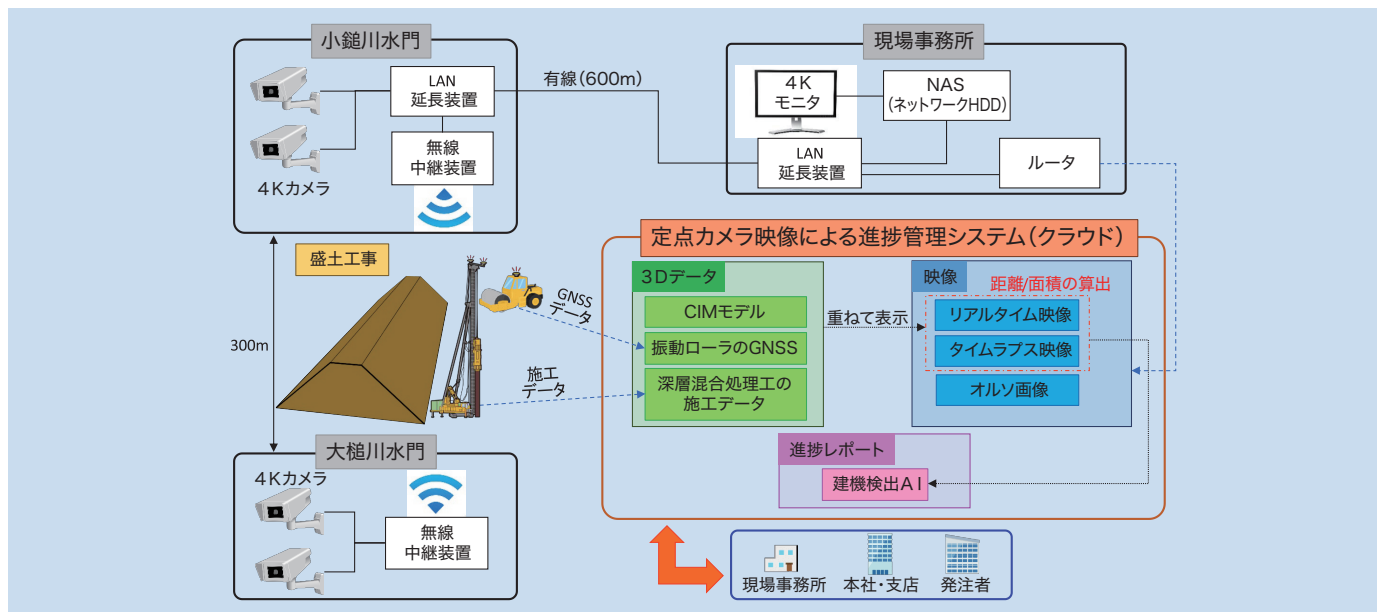 小鎚川水門
LAN
延長装置
無線
中継装置
4Kカメラ
有線(600m)
現場事務所
4K
モニタ
NAS
(ネットワークHDD)
LAN
延長装置
ルータ
300m
盛土工事
GNSS
データ
施工
データ
大槌川水門
4Kカメラ
無線
中継装置
定点カメラ映像による進捗管理システム(クラウド)
3Dデータ
CIMモデル
振動ローラのGNSS
深層混合処理工の
施工データ
重ねて表示
映像
距離/面積の算出
リアルタイム映像
タイムラプス映像
オルソ画像
進捗レポート
建機検出AI
現場事務所
本社・支店
発注者